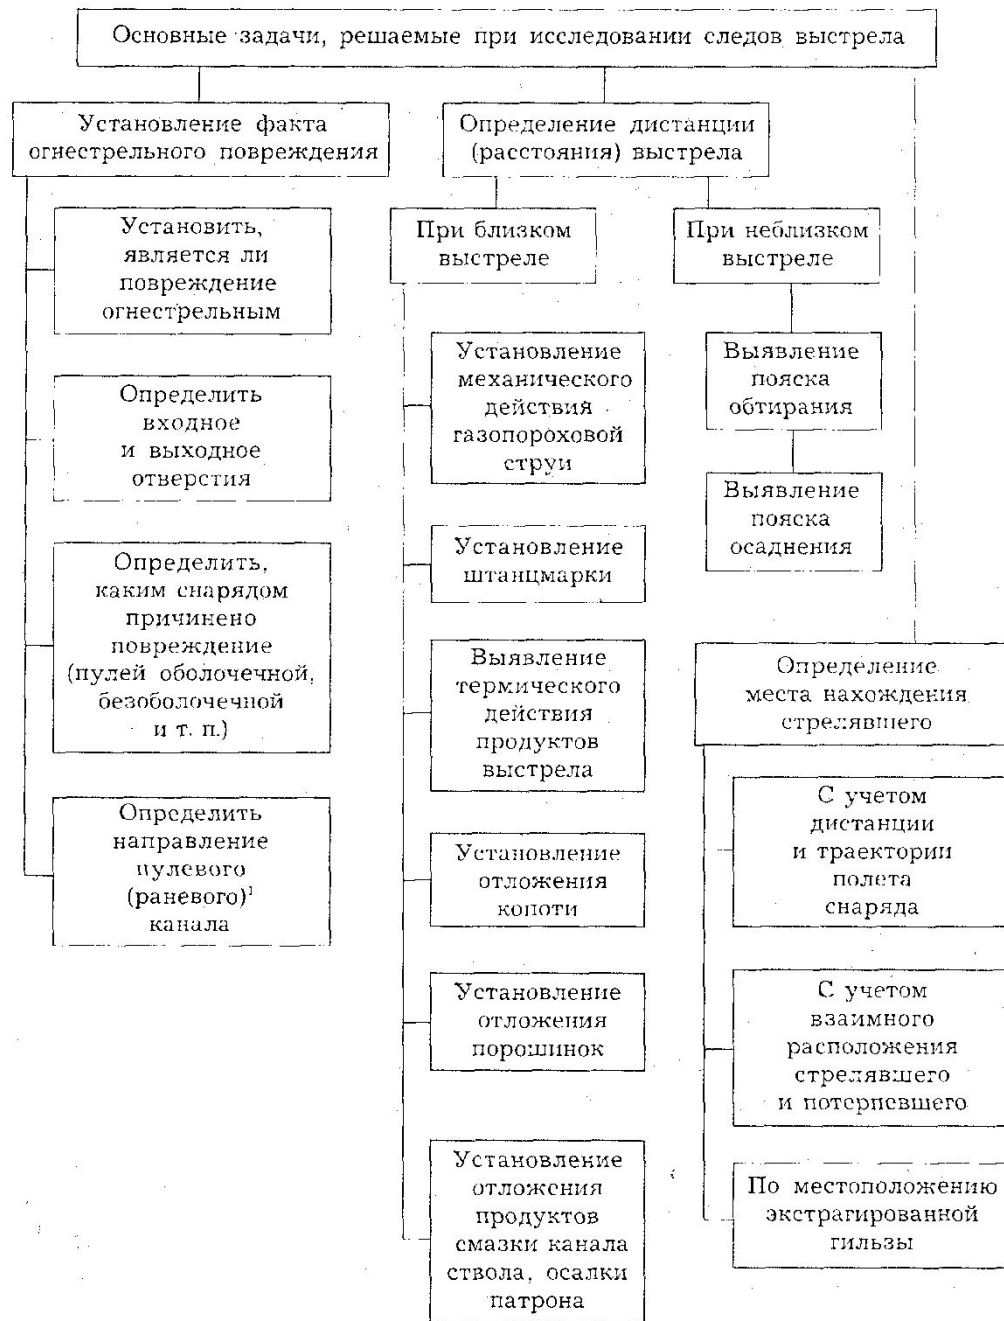 Основные задачи, решаемые при исследовании следов выстрела
Установление факта
огнестрельного повреждения
Установить,
является ли
повреждение
огнестрельным
Определить
входное
и выходное
отверстия
Определить,
каким снарядом
причинено
повреждение
(пулей оболочечной,
безоболочечной
и т. п.)
Определить
направление
пулевого
(раневого)¹
канала
Определение дистанции
(расстояния) выстрела
При близком
выстреле
Установление
механического
действия
газопороховой
струи
Установление
штанцмарки
Выявление
термического
действия
продуктов
выстрела
Установление
отложения
копоти
Установление
отложения
порошинок
Установление
отложения
продуктов
смазки канала
ствола, осалки
патрона
При неблизком
выстреле
Выявление
пояска
обтирания
Выявление
пояска
осаднения
Определение
места нахождения
стрелявшего
С учетом
дистанции
и траектории
полета
снаряда
С учетом
взаимного
расположения
стрелявшего
и потерпевшего
По местоположению
экстрагированной
гильзы